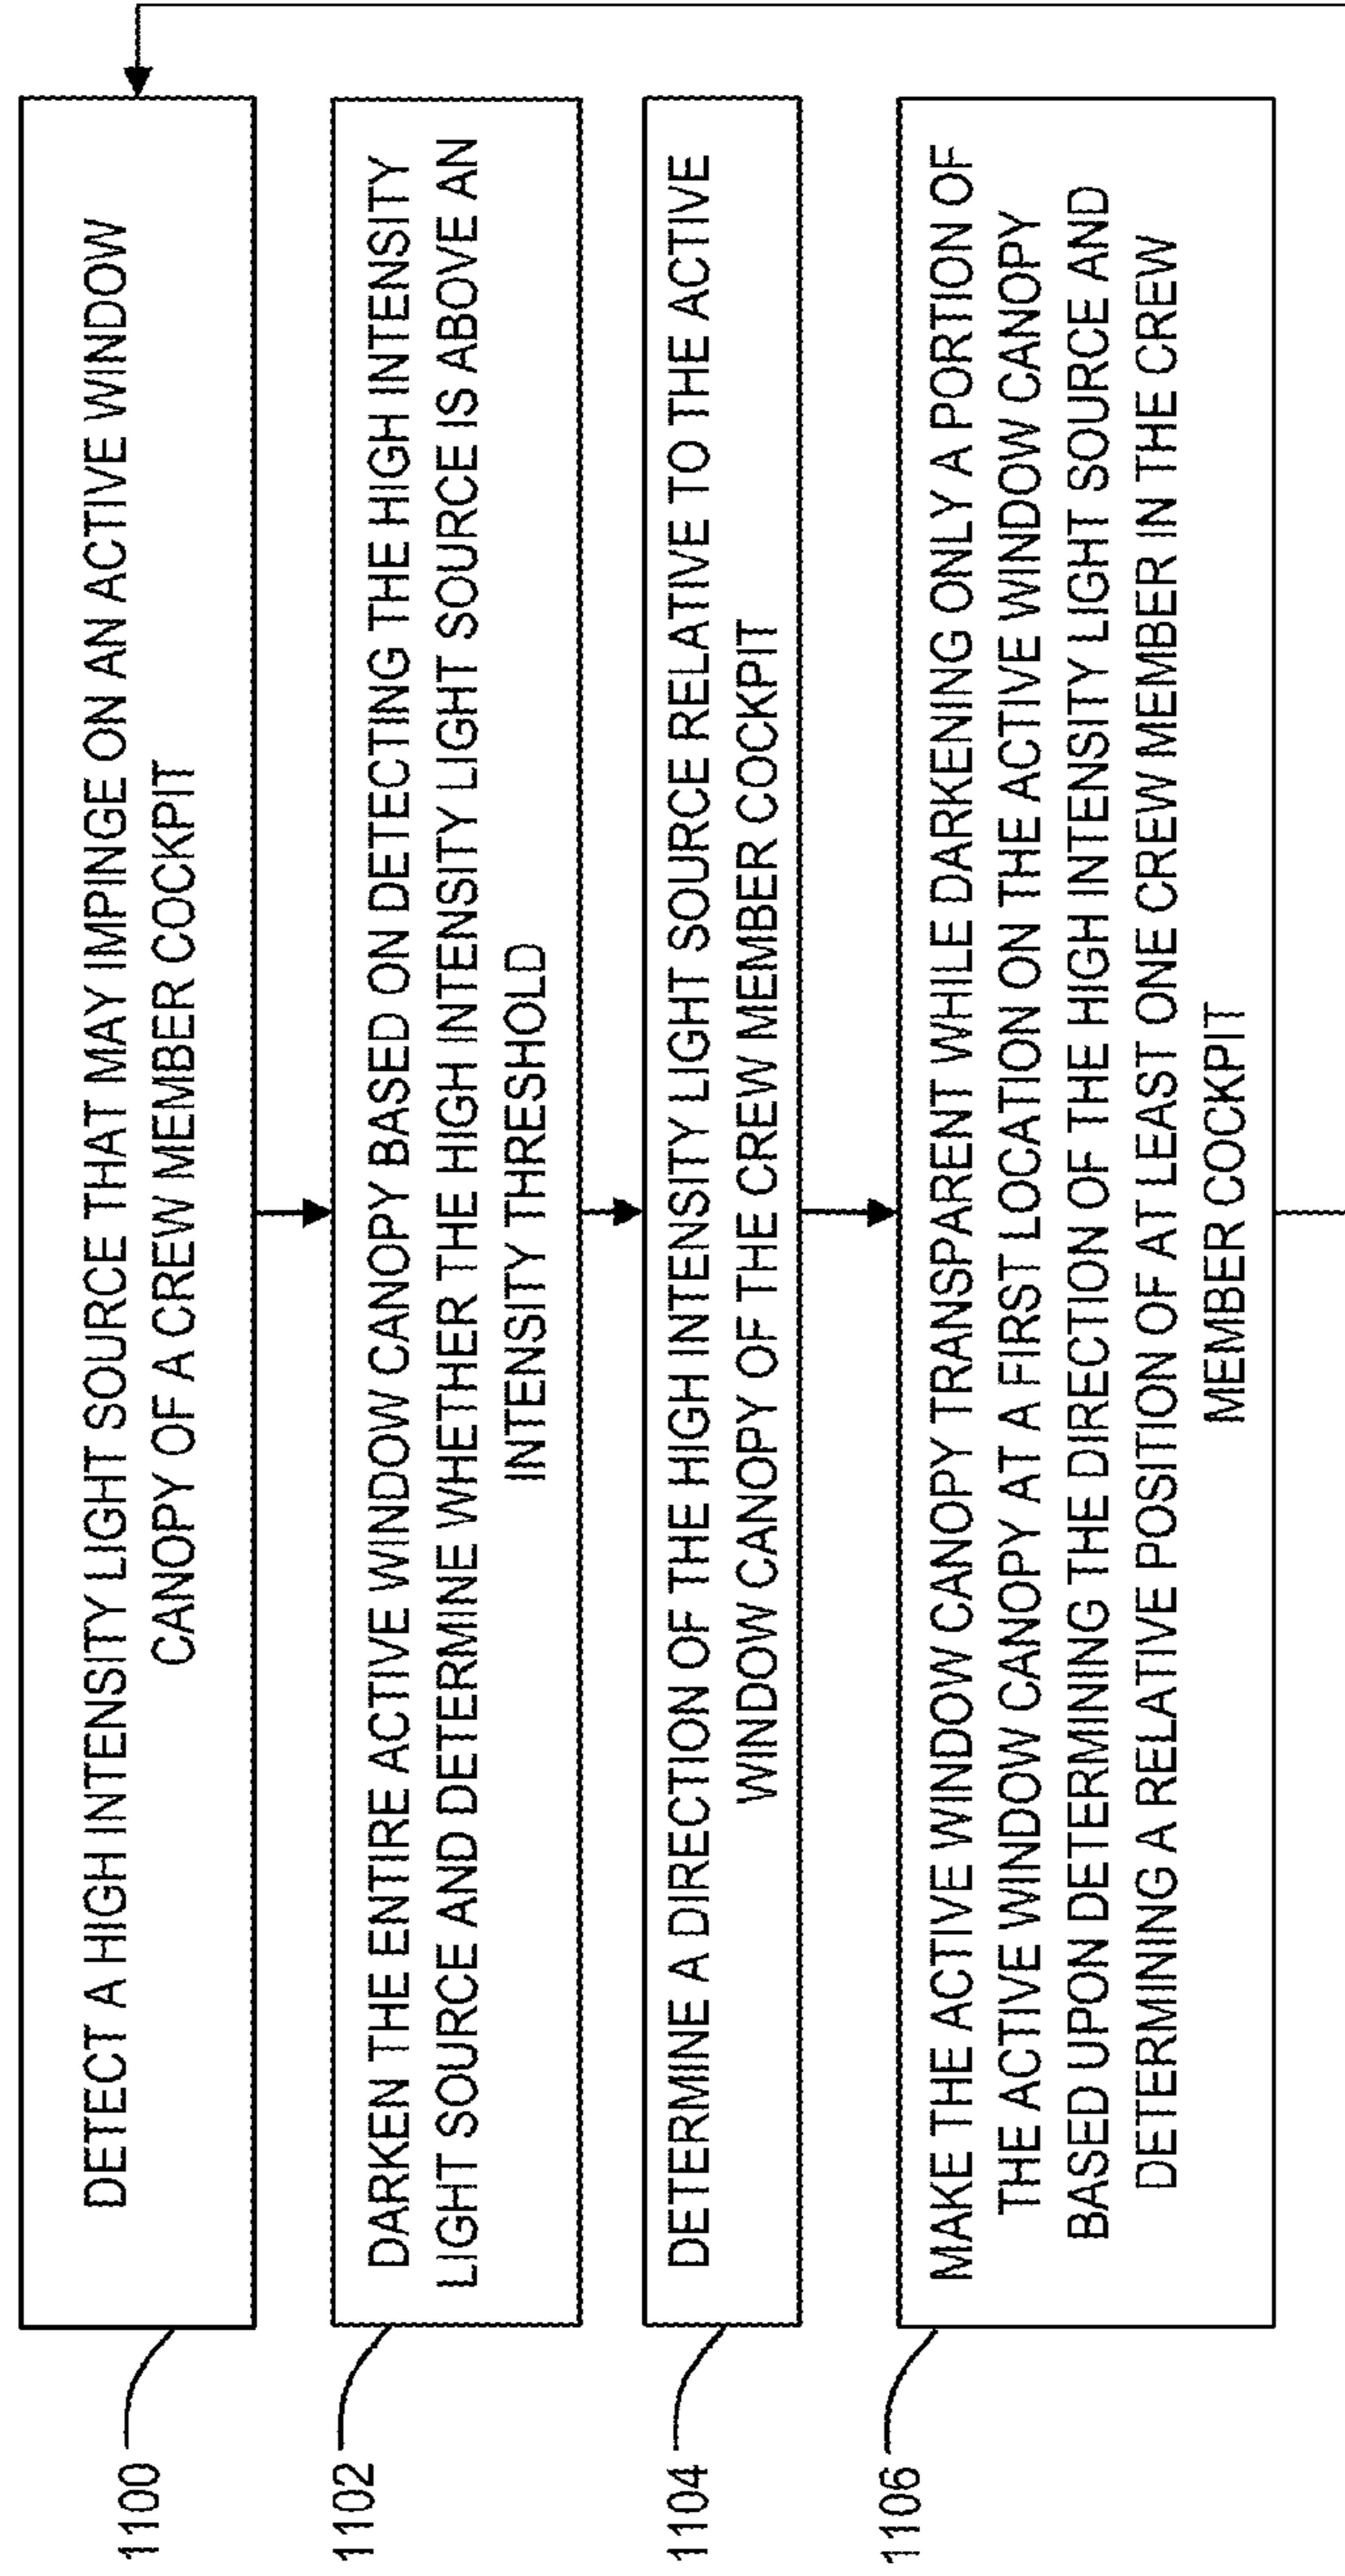 1100
DETECT A HIGH INTENSITY LIGHT SOURCE THAT MAY IMPINGE ON AN ACTIVE WINDOW
CANOPY OF A CREW MEMBER COCKPIT
1102
DARKEN THE ENTIRE ACTIVE WINDOW CANOPY BASED ON DETECTING THE HIGH INTENSITY
LIGHT SOURCE AND DETERMINE WHETHER THE HIGH INTENSITY LIGHT SOURCE IS ABOVE AN
INTENSITY THRESHOLD
1104
DETERMINE A DIRECTION OF THE HIGH INTENSITY LIGHT SOURCE RELATIVE TO THE ACTIVE
WINDOW CANOPY OF THE CREW MEMBER COCKPIT
1106
MAKE THE ACTIVE WINDOW CANOPY TRANSPARENT WHILE DARKENING ONLY A PORTION OF
THE ACTIVE WINDOW CANOPY AT A FIRST LOCATION ON THE ACTIVE WINDOW CANOPY
BASED UPON DETERMINING THE DIRECTION OF THE HIGH INTENSITY LIGHT SOURCE AND
DETERMINING A RELATIVE POSITION OF AT LEAST ONE CREW MEMBER IN THE CREW
MEMBER COCKPIT